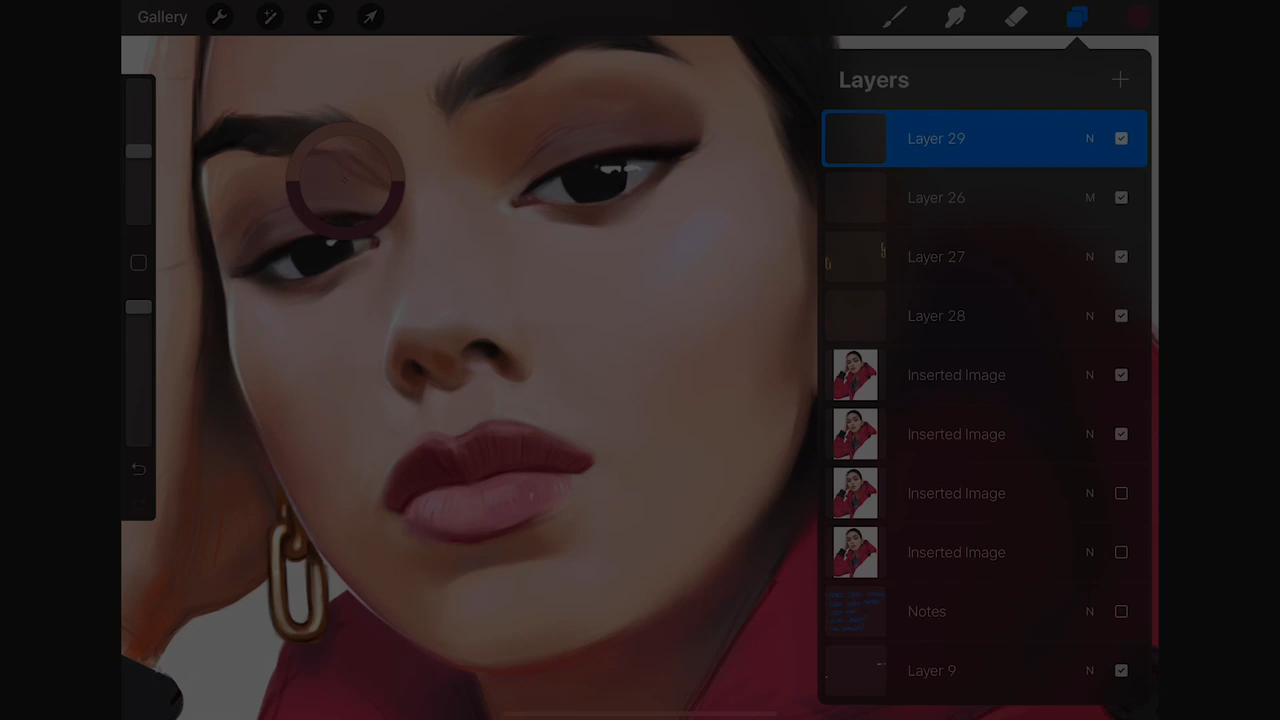 Gallery
Layers
Layer 29 N
Layer 26 M
Layer 27 N
Layer 28 N
Inserted Image N
Inserted Image N
Inserted Image N
Inserted Image N
Notes N
Layer 9 N